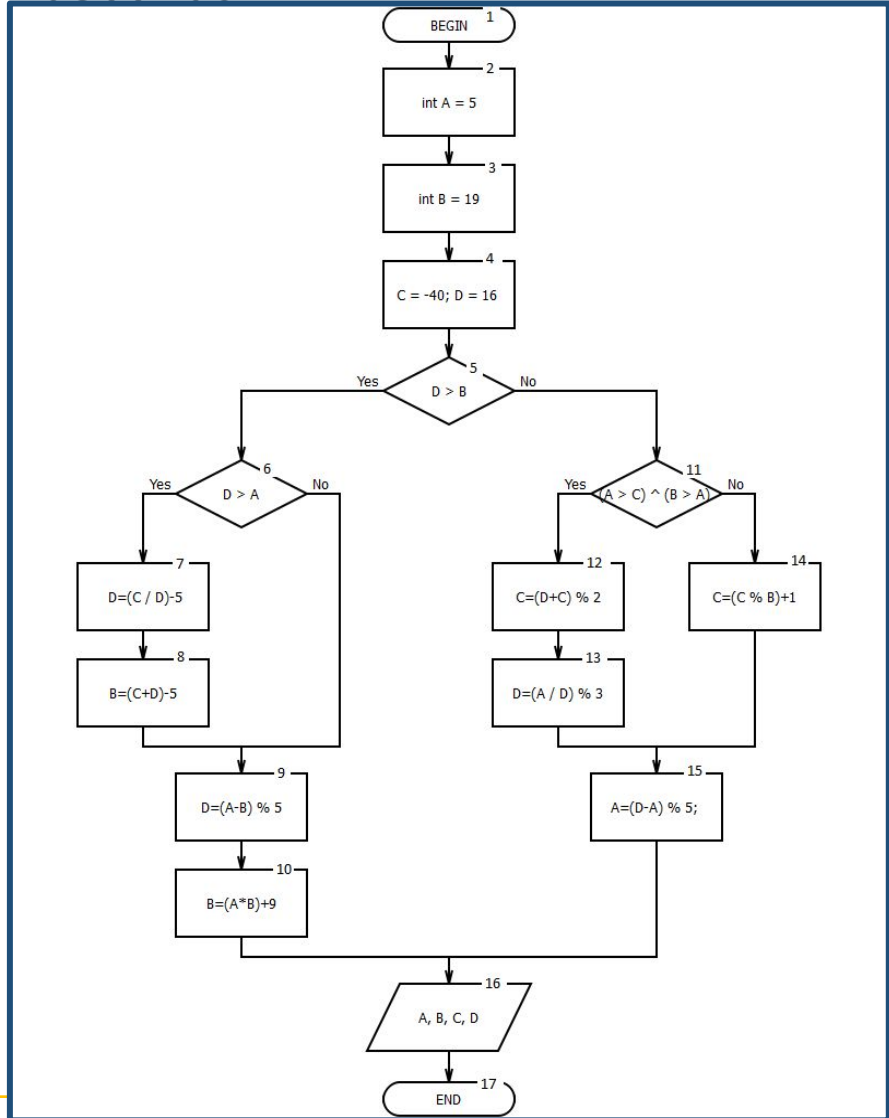 BEGIN 1
2
int A = 5
3
int B = 19
4
C = -40; D = 16
5
Yes D > B No
6
Yes D > A No
7
D=(C / D)-5
8
B=(C+D)-5
9
D=(A-B) % 5
10
B=(A*B)+9
11
Yes (A > C) ^ (B > A) No
12
C=(D+C) % 2
13
D=(A / D) % 3
14
C=(C % B)+1
15
A=(D-A) % 5;
16
A, B, C, D
17
END